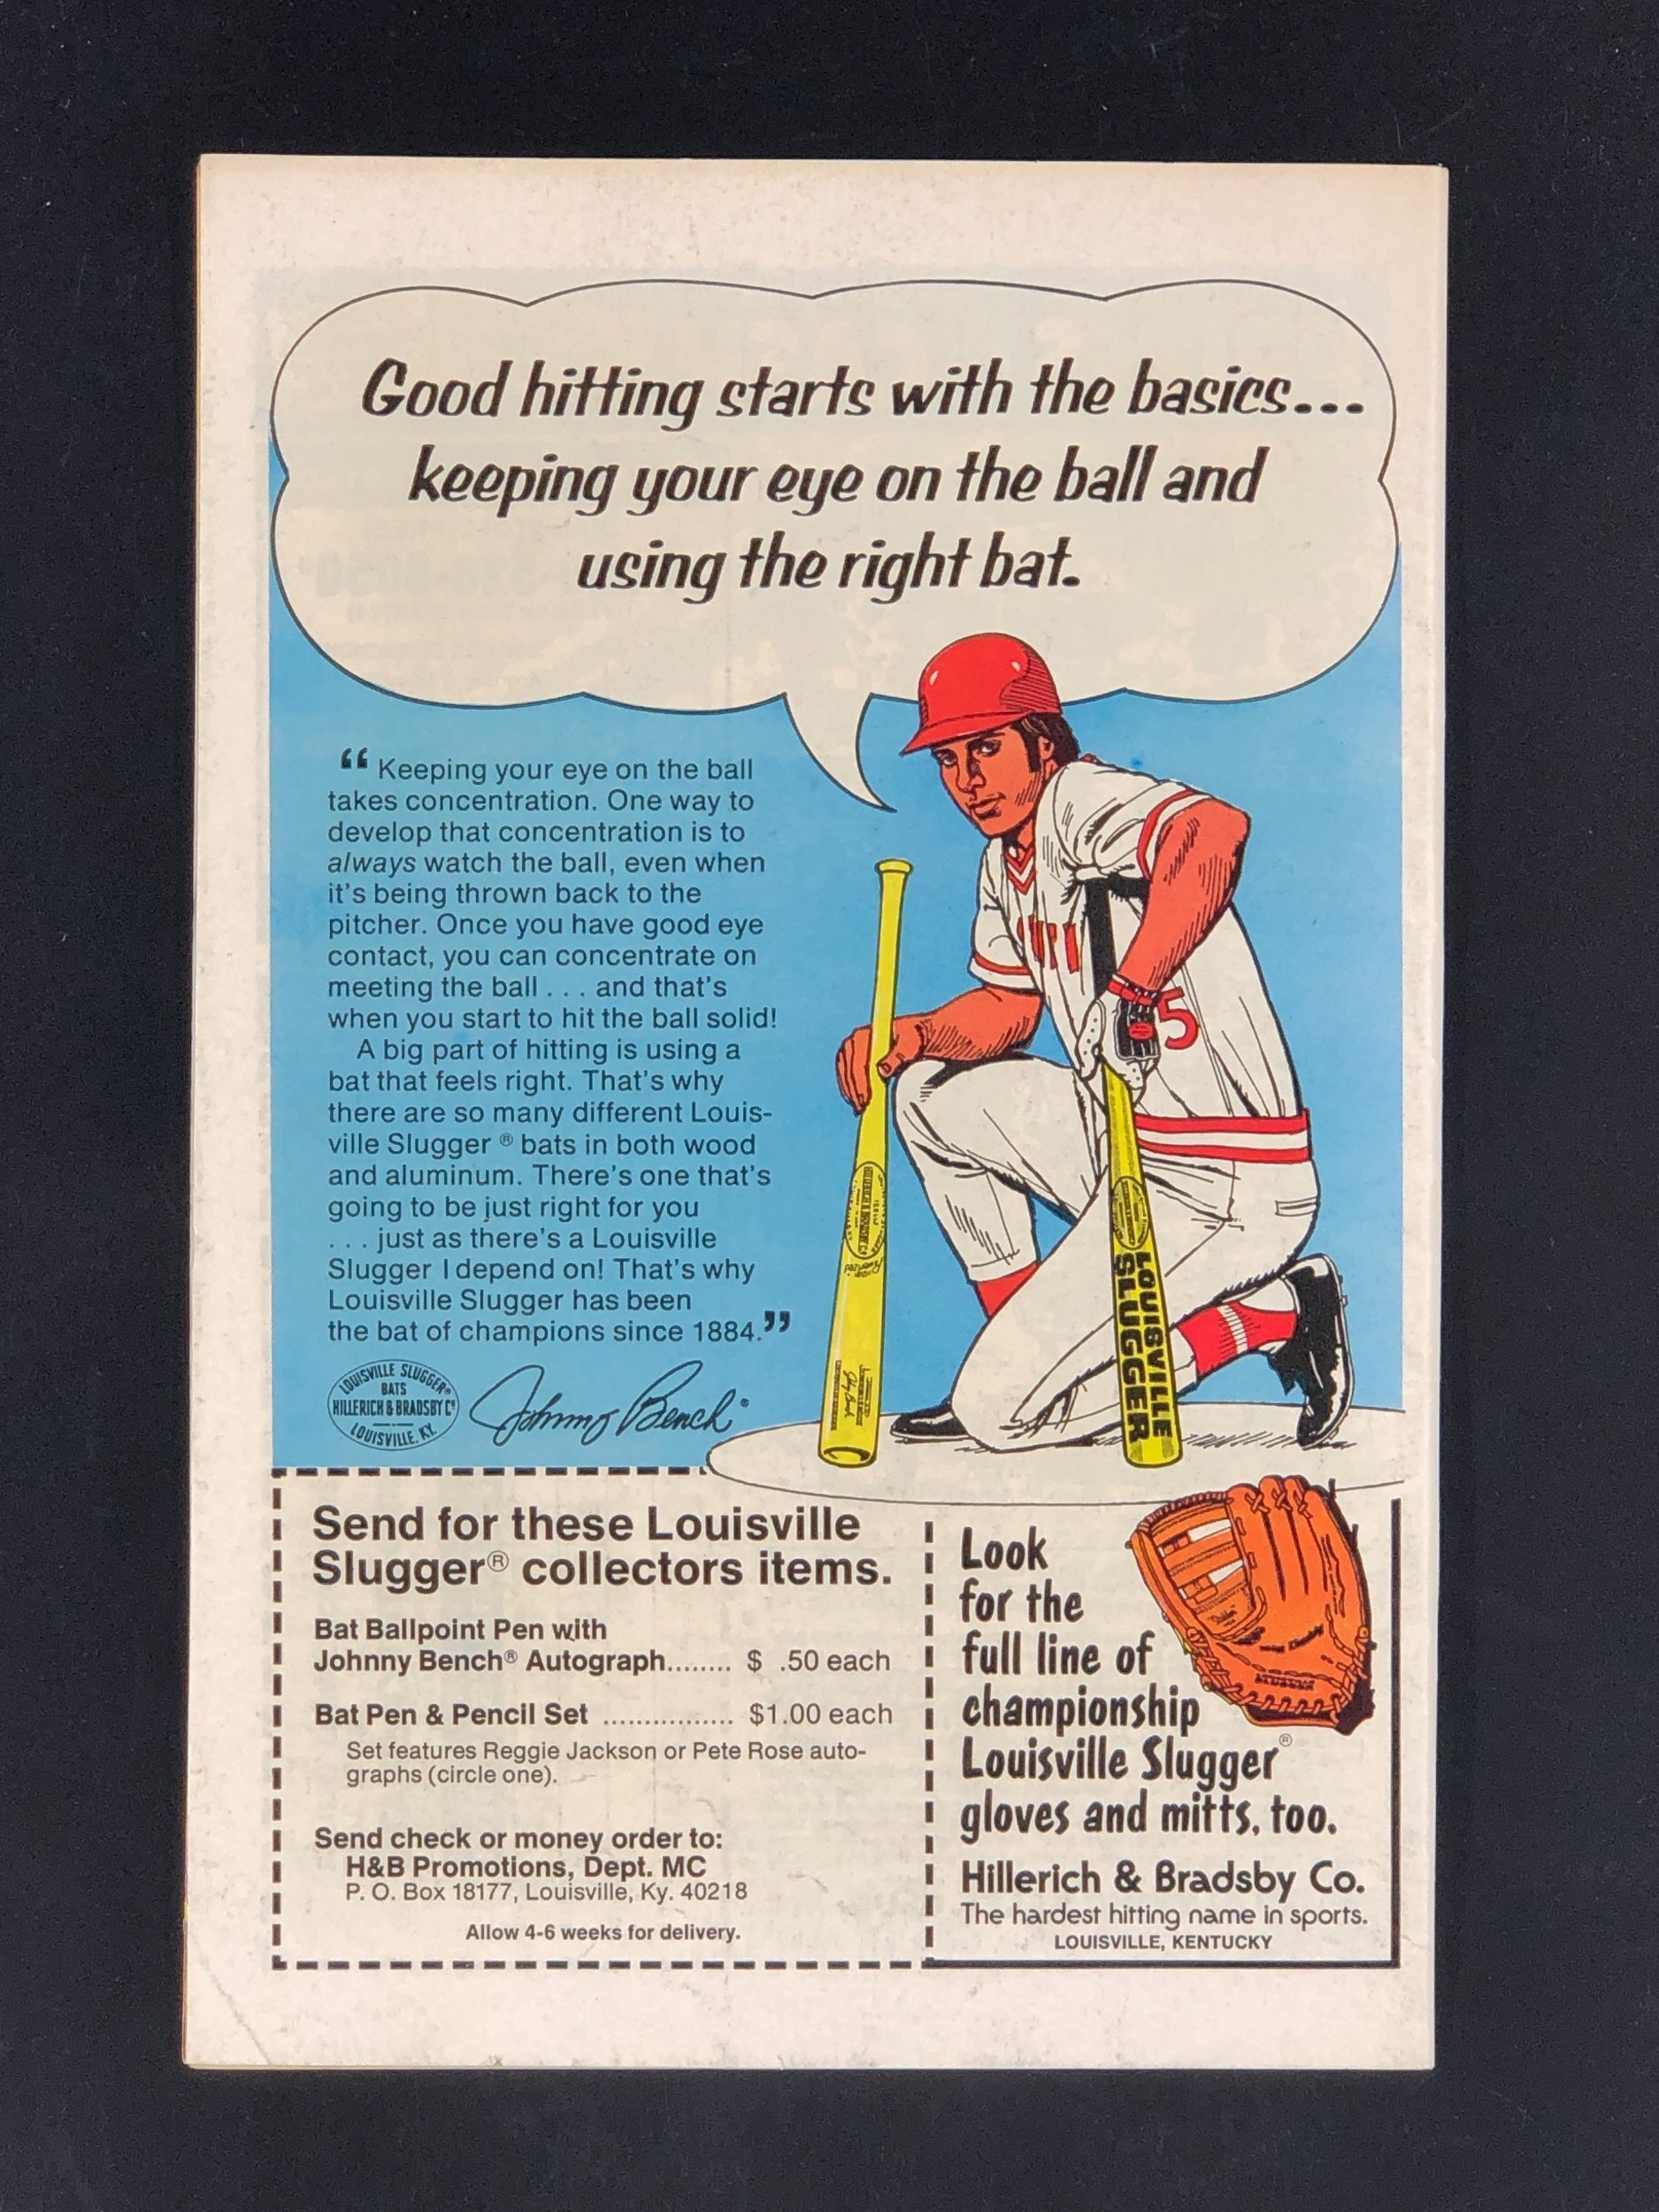 Good hitting starts with the basics...
keeping your eye on the ball and
using the right bat.
“ Keeping your eye on the ball
takes concentration. One way to
develop that concentration is to
always watch the ball, even when
it's being thrown back to the
pitcher. Once you have good eye
contact, you can concentrate on
meeting the ball . . . and that's
when you start to hit the ball solid!
A big part of hitting is using a
bat that feels right. That's why
there are so many different Louis-
ville Slugger ® bats in both wood
and aluminum. There's one that's
going to be just right for you
. . . just as there's a Louisville
Slugger I depend on! That's why
Louisville Slugger has been
the bat of champions since 1884.”
LOUISVILLE SLUGGER®
BATS
HILLERICH & BRADSBY Cº
LOUISVILLE, KY.
Johnny Bench®
5
LOUISVILLE
SLUGGER
Send for these Louisville
Slugger® collectors items.
Bat Ballpoint Pen with
Johnny Bench® Autograph........ $ .50 each
Bat Pen & Pencil Set ................ $1.00 each
Set features Reggie Jackson or Pete Rose auto-
graphs (circle one).
Send check or money order to:
H&B Promotions, Dept. MC
P. O. Box 18177, Louisville, Ky. 40218
Allow 4-6 weeks for delivery.
Look
for the
full line of
championship
Louisville Slugger®
gloves and mitts, too.
Hillerich & Bradsby Co.
The hardest hitting name in sports.
LOUISVILLE, KENTUCKY